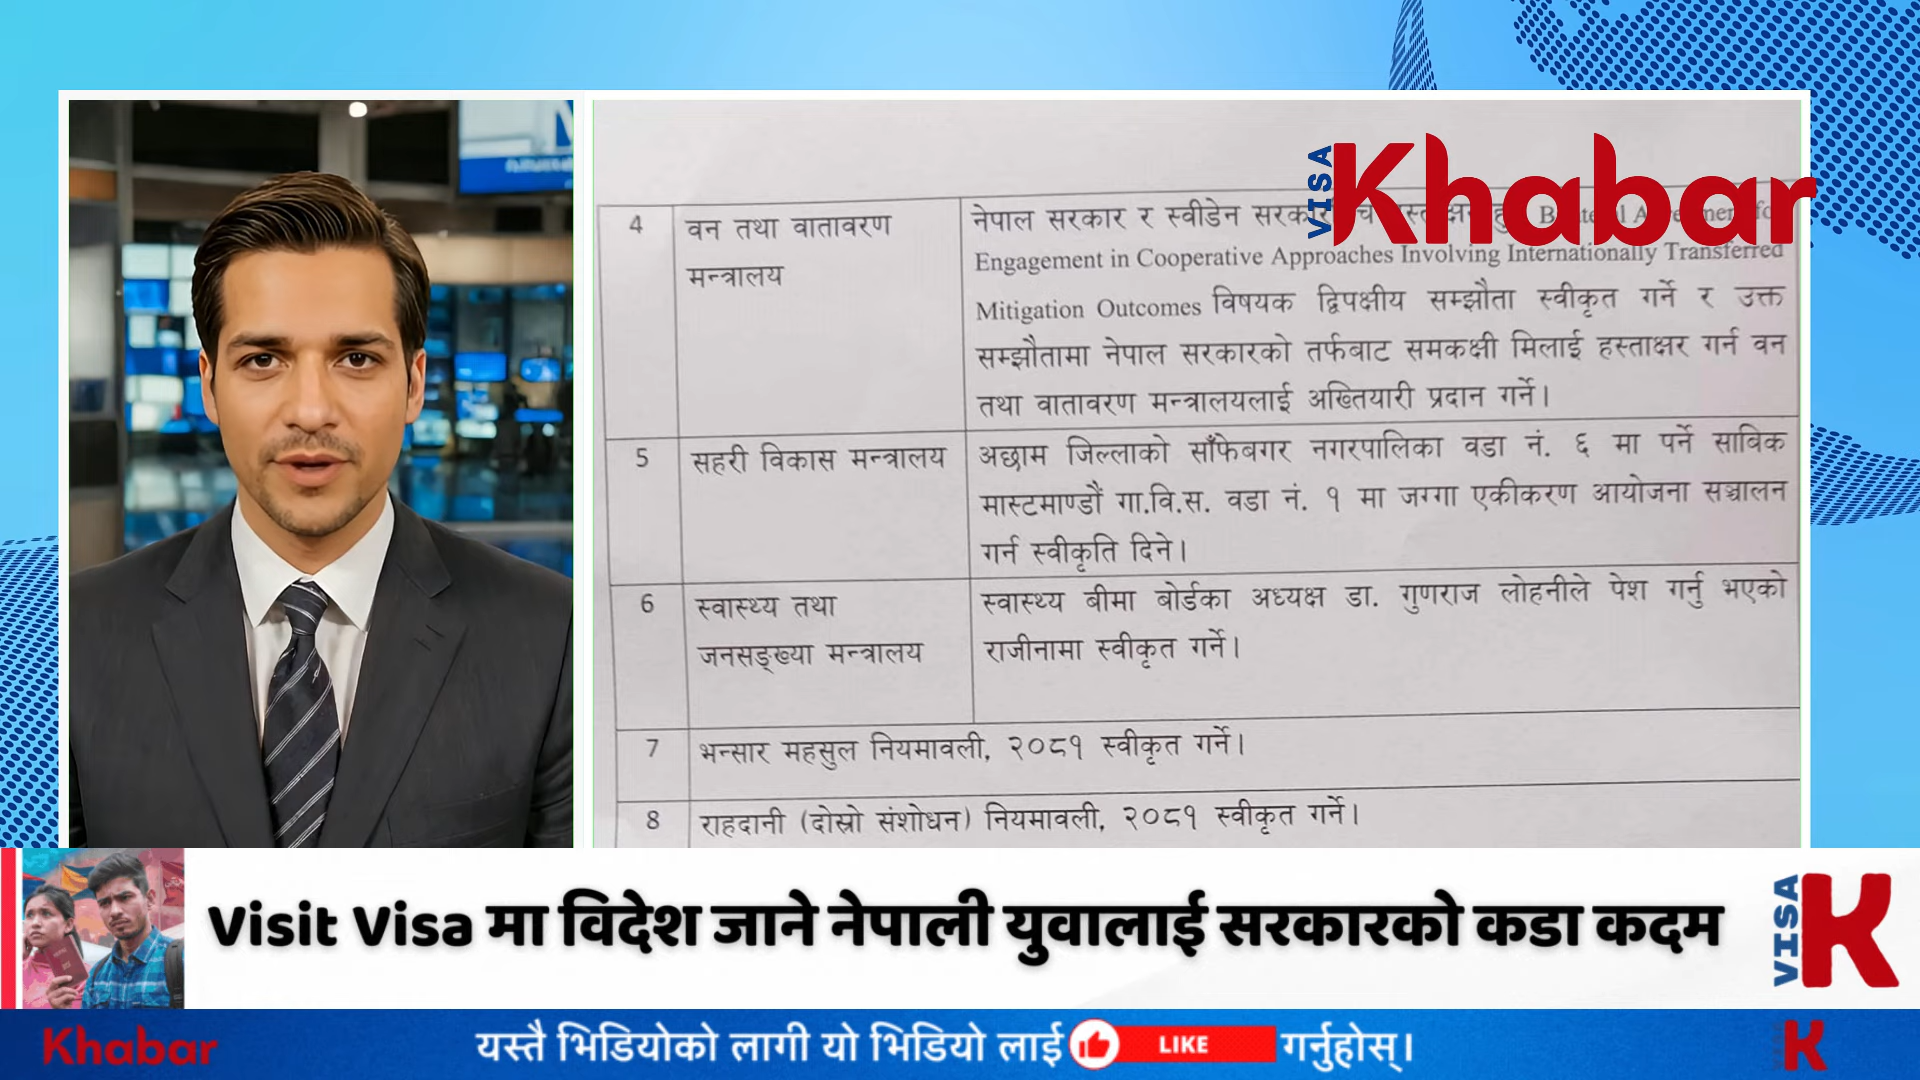 VISA Khabar
4 वन तथा वातावरण मन्त्रालय
नेपाल सरकार र स्वीडेन सरकार
Engagement in Cooperative Approaches Involving Internationally Transferred
Mitigation Outcomes विषयक द्विपक्षीय सम्झौता स्वीकृत गर्ने र उक्त
सम्झौतामा नेपाल सरकारको तर्फबाट समकक्षी मिलाई हस्ताक्षर गर्न वन
तथा वातावरण मन्त्रालयलाई अख्तियारी प्रदान गर्ने।
5 सहरी विकास मन्त्रालय
अछाम जिल्लाको साँफेबगर नगरपालिका वडा नं. ६ मा पर्ने साविक
मास्टमाण्डौं गा.वि.स. वडा नं. १ मा जग्गा एकीकरण आयोजना सञ्चालन
गर्न स्वीकृति दिने।
6 स्वास्थ्य तथा जनसङ्ख्या मन्त्रालय
स्वास्थ्य बीमा बोर्डका अध्यक्ष डा. गुणराज लोहनीले पेश गर्नु भएको
राजीनामा स्वीकृत गर्ने।
7 भन्सार महसुल नियमावली, २०८१ स्वीकृत गर्ने।
8 राहदानी (दोस्रो संशोधन) नियमावली, २०८१ स्वीकृत गर्ने।
Visit Visa मा विदेश जाने नेपाली युवालाई सरकारको कडा कदम
VISA K
Khabar
यस्तै भिडियोको लागी यो भिडियो लाई LIKE गर्नुहोस्।
K